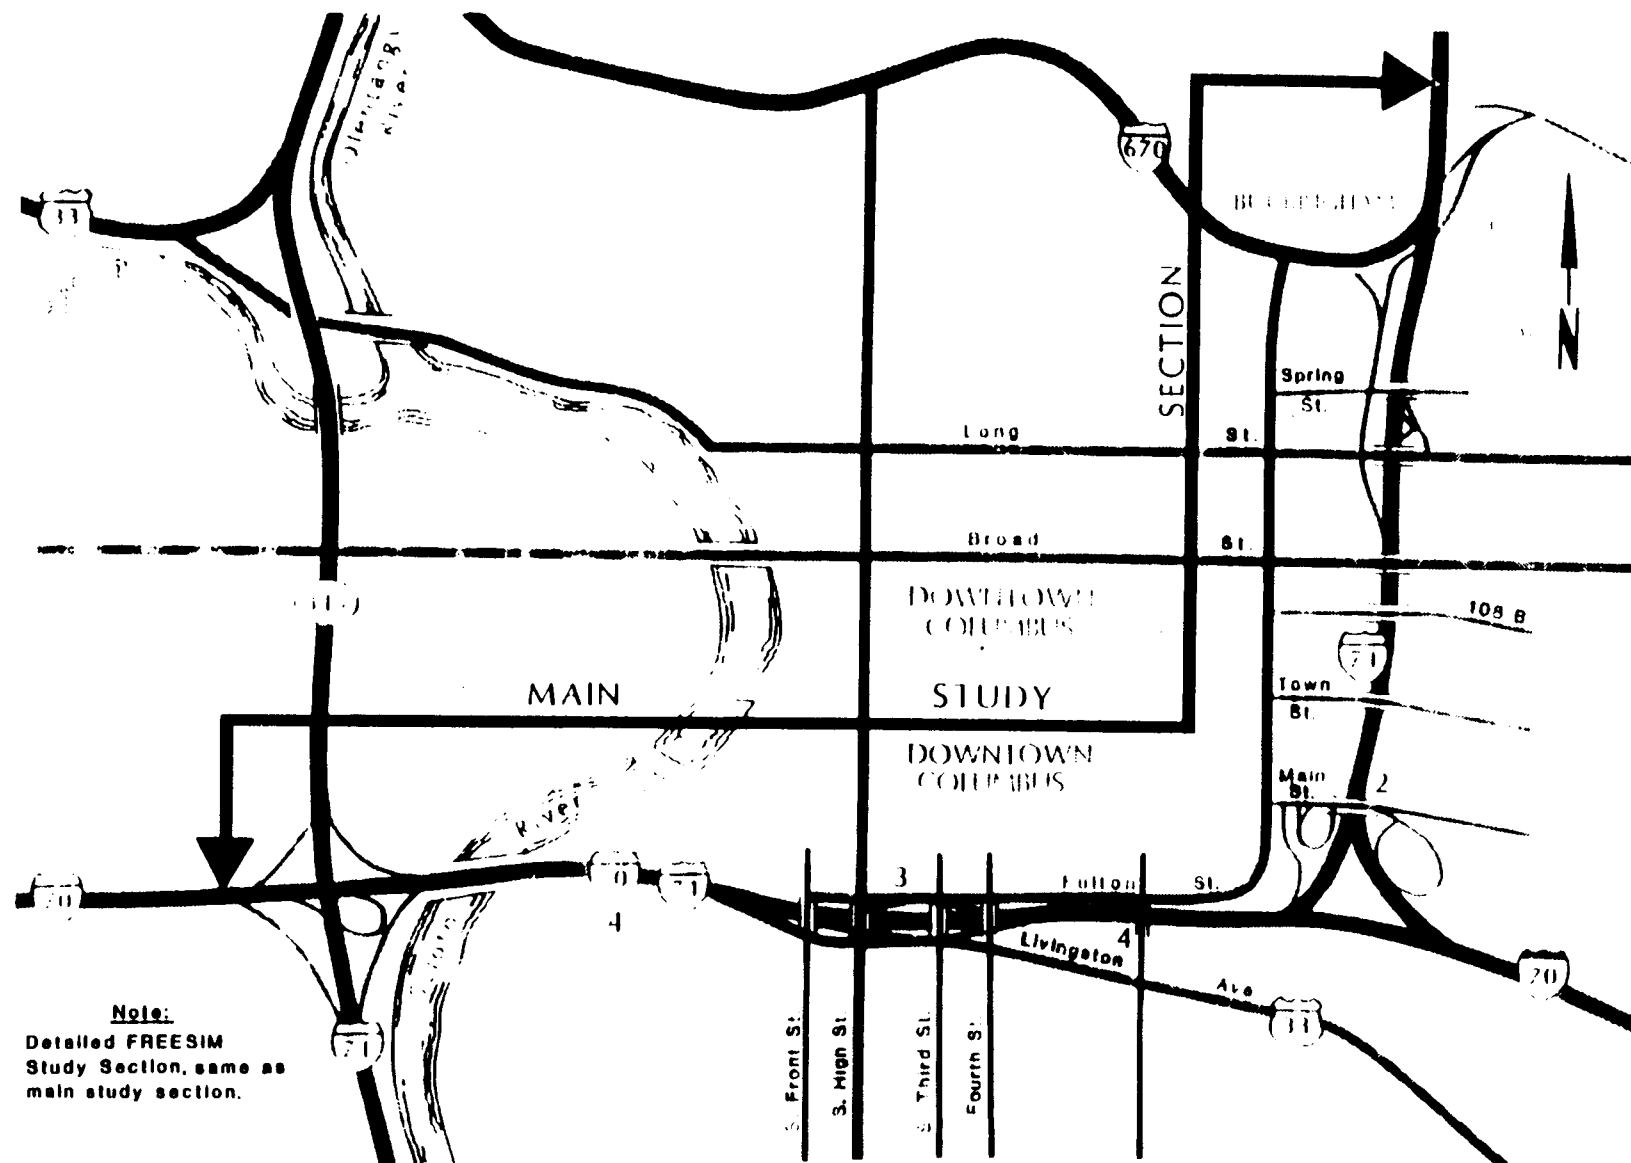 River
670
33
SECTION
N
Spring
St.
Long St.
Broad St.
DOWNTOWN
COLUMBUS
108 B
71
MAIN STUDY
Town
St.
DOWNTOWN
COLUMBUS
Main
St.
2
River
70
71
3
Fulton St.
4
4
Livingston Ave
70
33
71
Note:
Detailed FREESIM
Study Section, same as
main study section.
S. Front St.
S. High St.
S. Third St.
Fourth St.